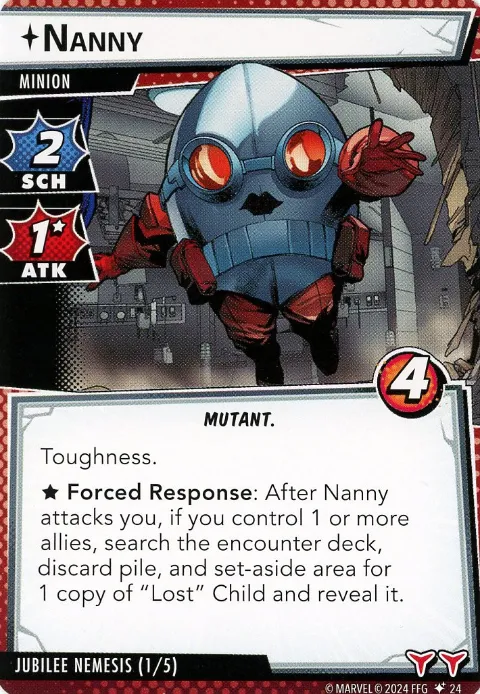 NANNY
MINION
2
SCH
1★
ATK
4
MUTANT.
Toughness.
★ Forced Response: After Nanny
attacks you, if you control 1 or more
allies, search the encounter deck,
discard pile, and set-aside area for
1 copy of “Lost” Child and reveal it.
JUBILEE NEMESIS (1/5)
© MARVEL © 2024 FFG 24